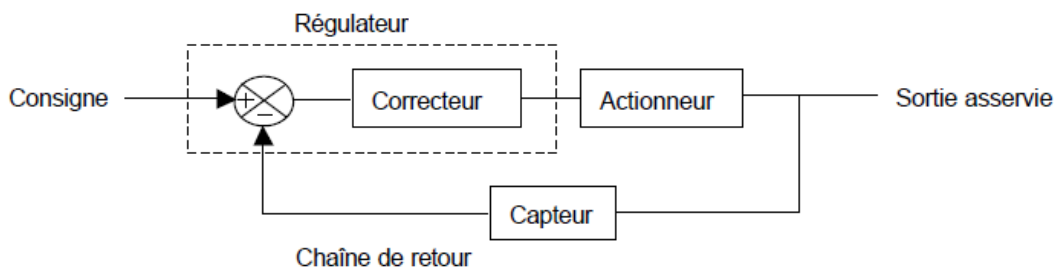 Régulateur
Consigne
+
−
Correcteur
Actionneur
Sortie asservie
Capteur
Chaîne de retour